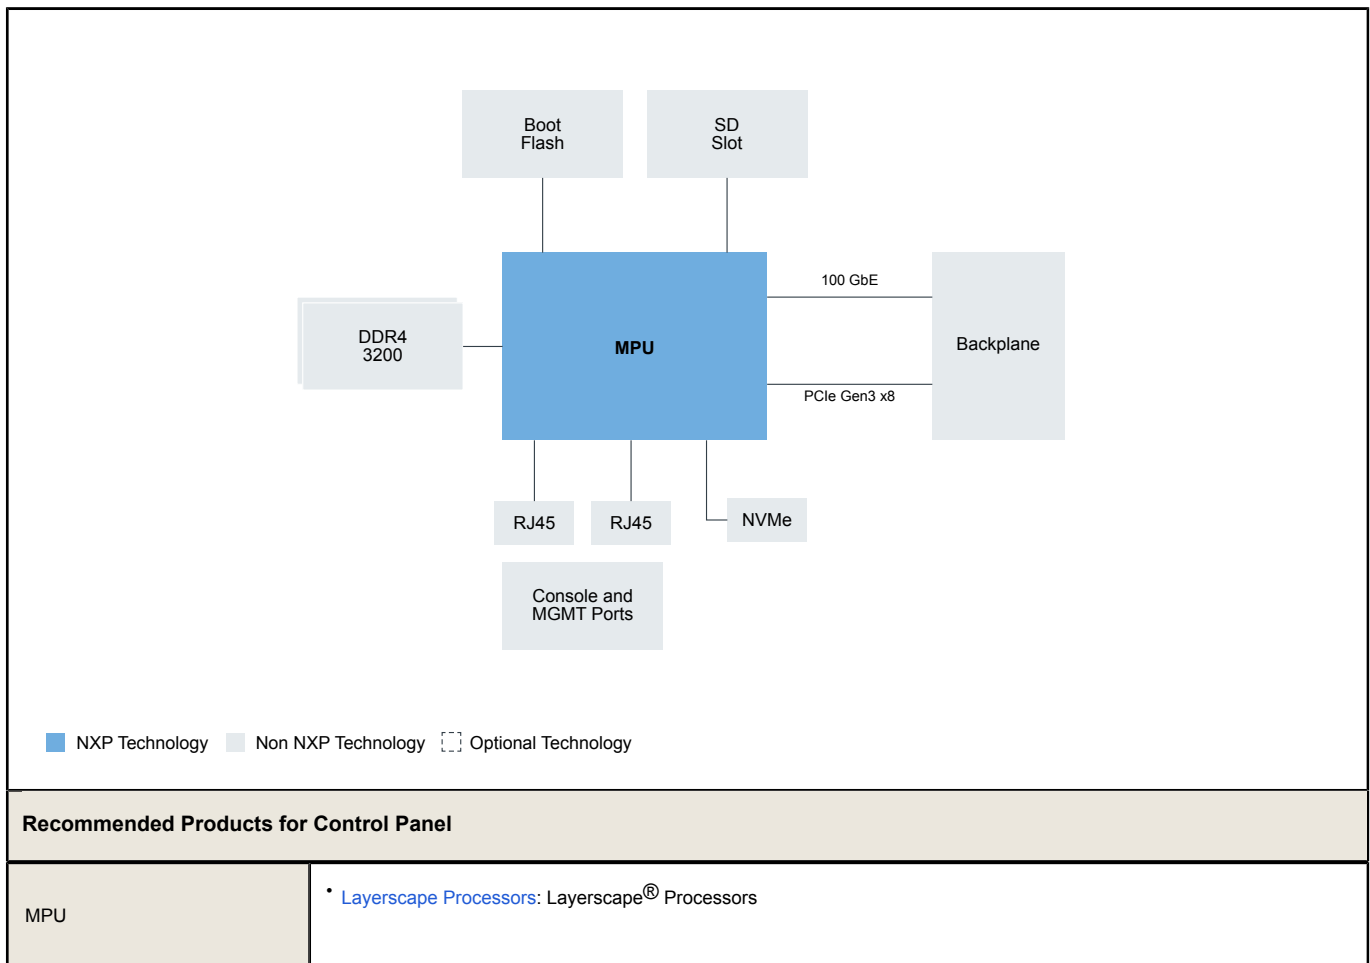 Boot
Flash
SD
Slot
100 GbE
DDR4
3200
MPU
Backplane
PCIe Gen3 x8
RJ45
RJ45
NVMe
Console and
MGMT Ports
NXP Technology
Non NXP Technology
Optional Technology
Recommended Products for Control Panel
MPU
• Layerscape Processors: Layerscape® Processors